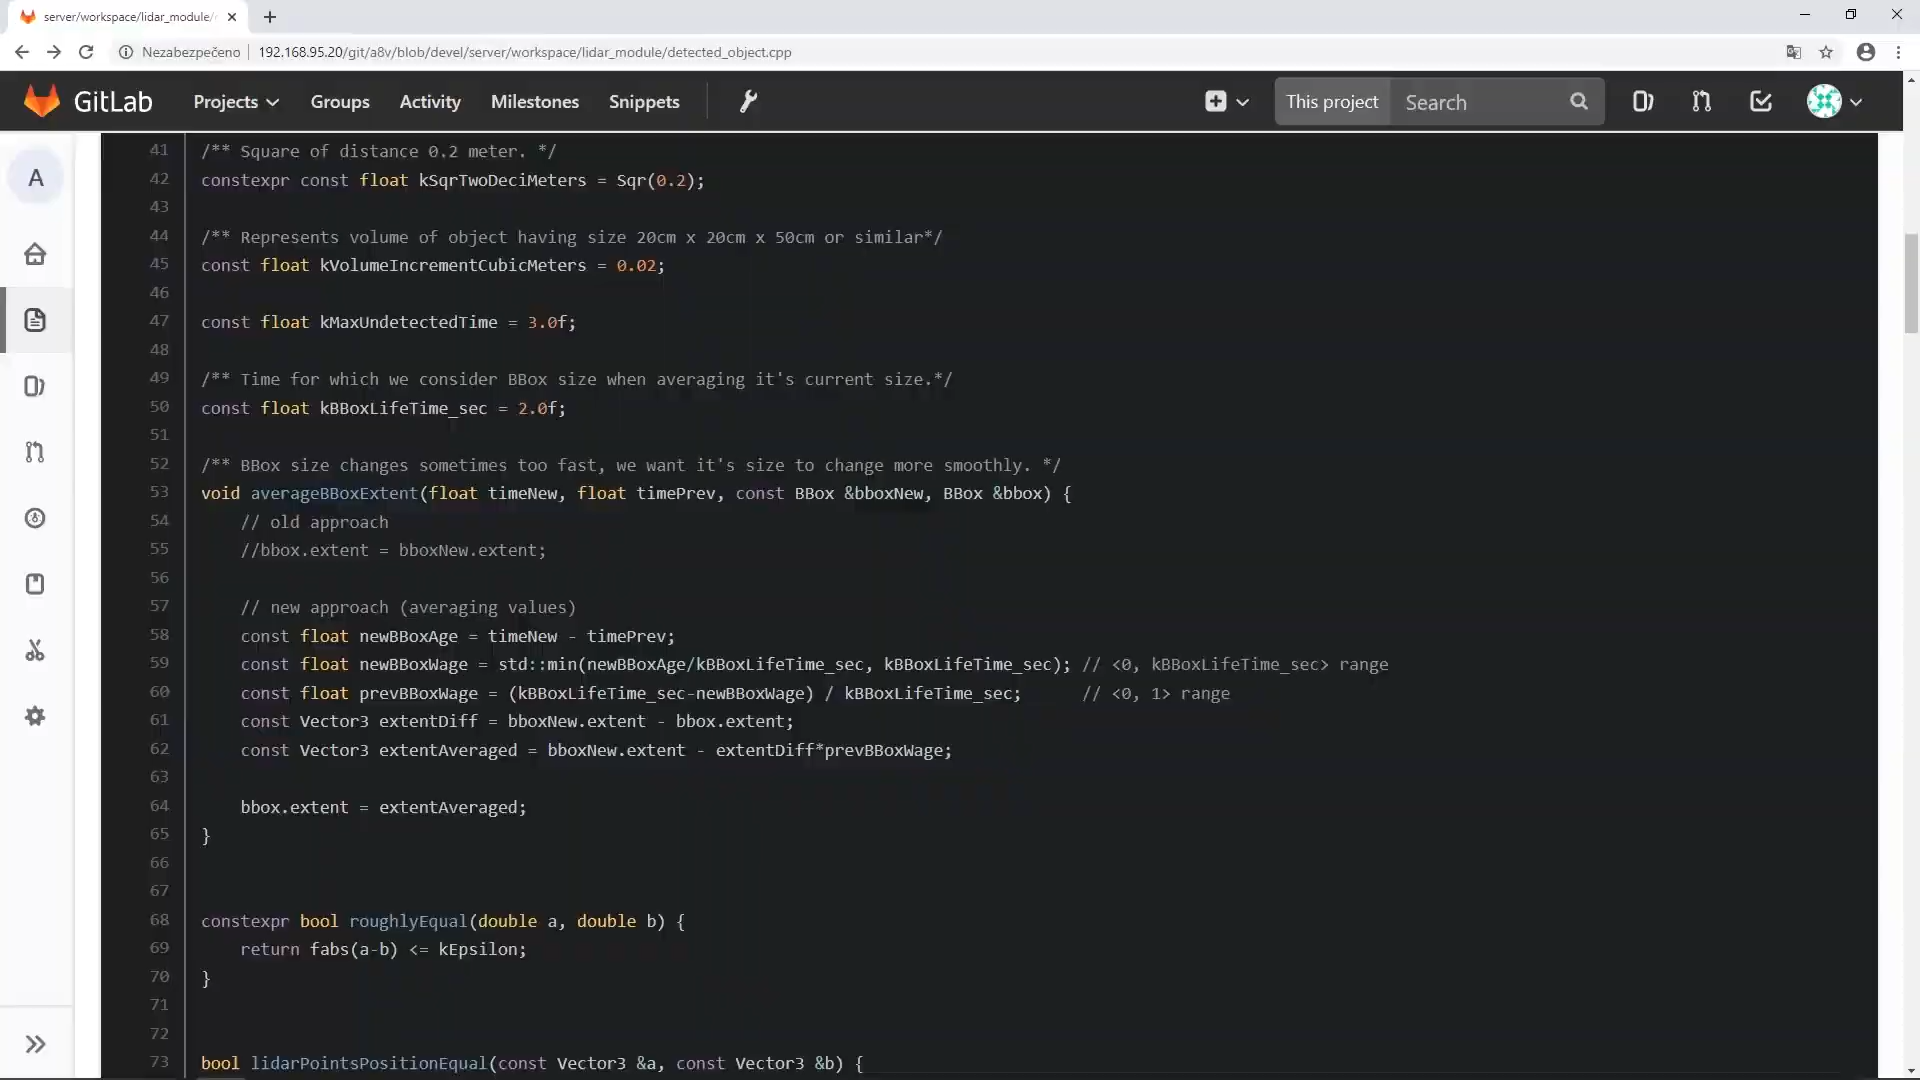 server/workspace/lidar_module/
Nezabezpečeno 192.168.95.20/git/a8v/blob/devel/server/workspace/lidar_module/detected_object.cpp
GitLab Projects Groups Activity Milestones Snippets This project Search
A
41 /** Square of distance 0.2 meter. */
42 constexpr const float kSqrTwoDeciMeters = Sqr(0.2);
43
44 /** Represents volume of object having size 20cm x 20cm x 50cm or similar*/
45 const float kVolumeIncrementCubicMeters = 0.02;
46
47 const float kMaxUndetectedTime = 3.0f;
48
49 /** Time for which we consider BBox size when averaging it's current size.*/
50 const float kBBoxLifeTime_sec = 2.0f;
51
52 /** BBox size changes sometimes too fast, we want it's size to change more smoothly. */
53 void averageBBoxExtent(float timeNew, float timePrev, const BBox &bboxNew, BBox &bbox) {
54 // old approach
55 //bbox.extent = bboxNew.extent;
56
57 // new approach (averaging values)
58 const float newBBoxAge = timeNew - timePrev;
59 const float newBBoxWage = std::min(newBBoxAge/kBBoxLifeTime_sec, kBBoxLifeTime_sec); // <0, kBBoxLifeTime_sec> range
60 const float prevBBoxWage = (kBBoxLifeTime_sec-newBBoxWage) / kBBoxLifeTime_sec; // <0, 1> range
61 const Vector3 extentDiff = bboxNew.extent - bbox.extent;
62 const Vector3 extentAveraged = bboxNew.extent - extentDiff*prevBBoxWage;
63
64 bbox.extent = extentAveraged;
65 }
66
67
68 constexpr bool roughlyEqual(double a, double b) {
69 return fabs(a-b) <= kEpsilon;
70 }
71
72
73 bool lidarPointsPositionEqual(const Vector3 &a, const Vector3 &b) {